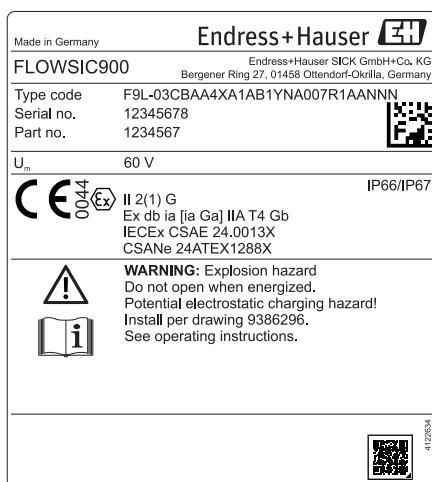 Made in Germany
Endress+Hauser EH
FLOWSIC900
Endress+Hauser SICK GmbH+Co. KG
Bergener Ring 27, 01458 Ottendorf-Okrilla, Germany
Type code F9L-03CBAA4XA1AB1YNA007R1AANNN
Serial no. 12345678
Part no. 1234567
Um 60 V
IP66/IP67
CE 0044 Ex II 2(1) G
Ex db ia [ia Ga] IIA T4 Gb
IECEx CSAE 24.0013X
CSANe 24ATEX1288X
WARNING: Explosion hazard
Do not open when energized.
Potential electrostatic charging hazard!
Install per drawing 9386296.
See operating instructions.
4122634